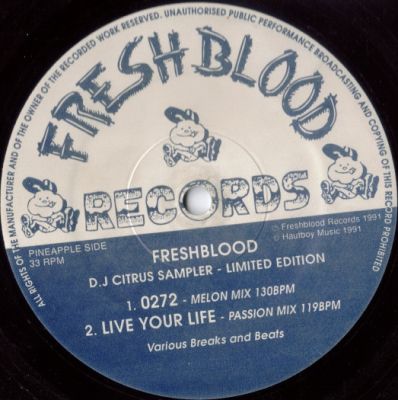 ALL RIGHTS OF THE MANUFACTURER AND OF THE OWNER OF THE RECORDED WORK RESERVED. UNAUTHORISED PUBLIC PERFORMANCE BROADCASTING AND COPYING OF THIS RECORD PROHIBITED
FRESH BLOOD
RECORDS
PINEAPPLE SIDE
33 RPM
℗ Freshblood Records 1991
© Hautboy Music 1991
FRESHBLOOD
D.J CITRUS SAMPLER - LIMITED EDITION
1. 0272 - MELON MIX 130BPM
2. LIVE YOUR LIFE - PASSION MIX 119BPM
Various Breaks and Beats